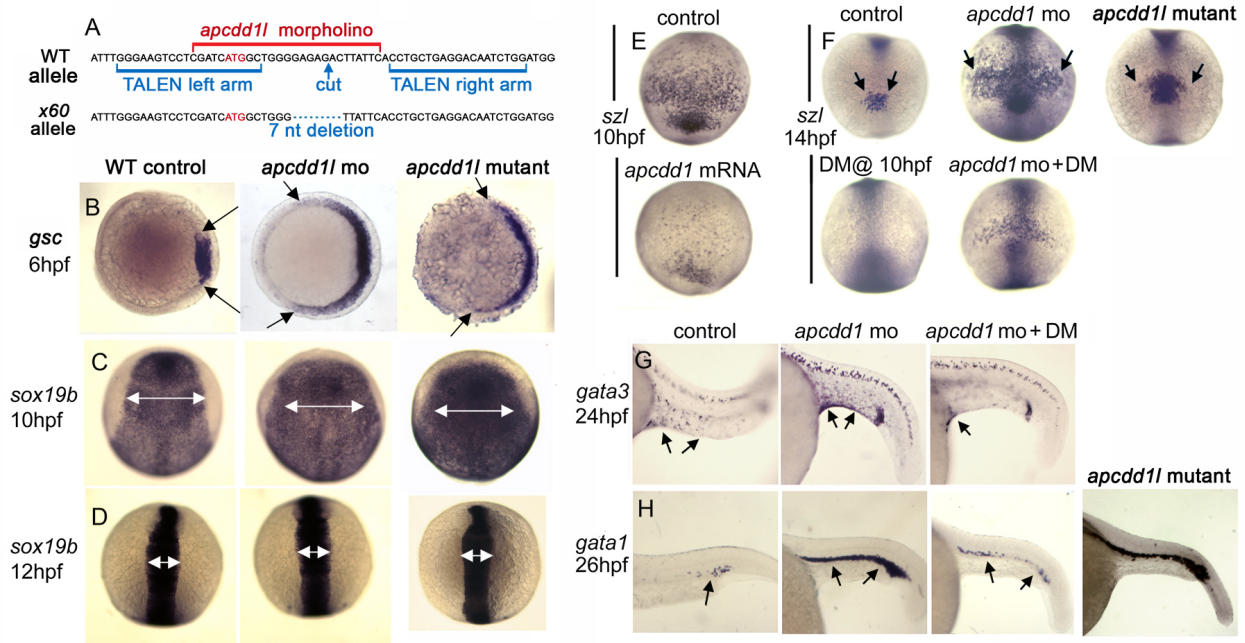 A
apcdd1l morpholino
WT allele
ATTTGGGAAGTCCTCGATCATGGCTGGGGAGAGACTTATTCACCTGCTGAGGACAATCTGGATGG
TALEN left arm
cut
TALEN right arm
x60 allele
ATTTGGGAAGTCCTCGATCATGGCTGGG
TTATTCACCTGCTGAGGACAATCTGGATGG
7 nt deletion
WT control
apcdd1l mo
apcdd1l mutant
B
gsc
6hpf
C
sox19b
10hpf
D
sox19b
12hpf
control
E
szl
10hpf
apcdd1 mRNA
control
apcdd1 mo
apcdd1l mutant
F
szl
14hpf
DM@ 10hpf
apcdd1 mo+DM
control
apcdd1 mo
apcdd1 mo + DM
G
gata3
24hpf
apcdd1l mutant
H
gata1
26hpf